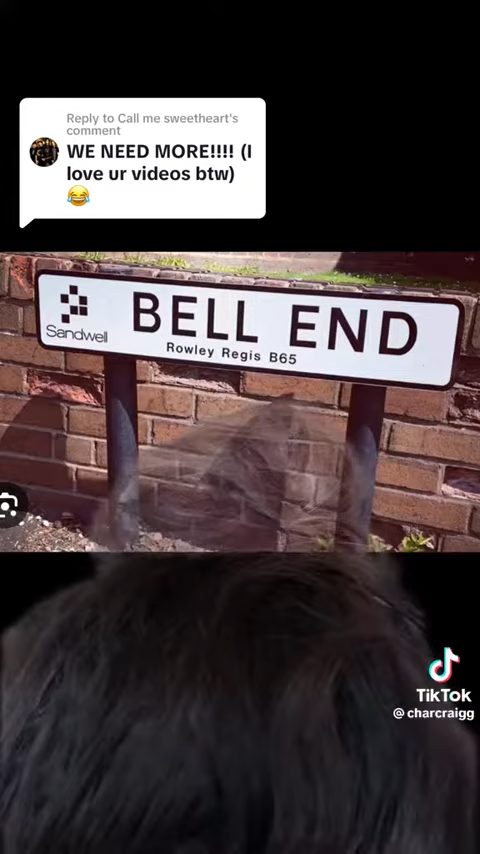 Reply to Call me sweetheart's
comment
WE NEED MORE!!!! (I
love ur videos btw)
😂
BELL END
Sandwell
Rowley Regis B65
TikTok
@ charcraigg